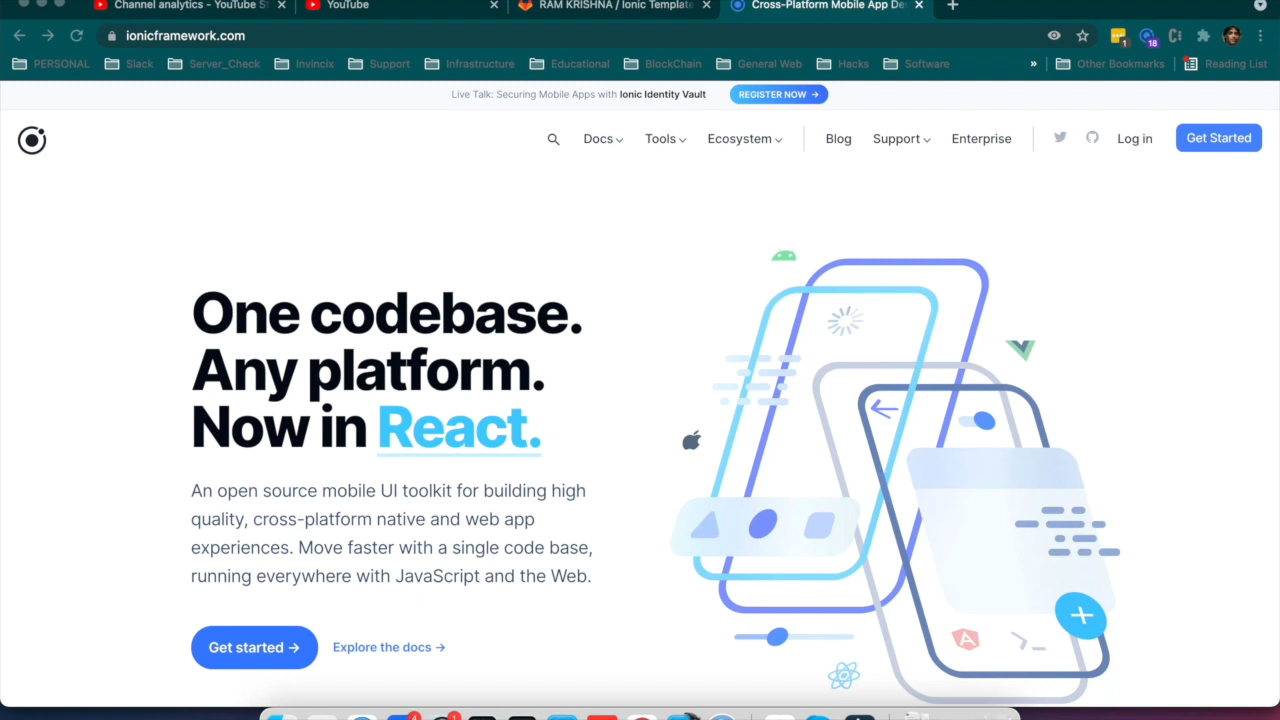 Channel analytics - YouTube St
YouTube
RAM KRISHNA / Ionic Template
Cross-Platform Mobile App De
ionicframework.com
1
18
PERSONAL
Slack
Server_Check
Invincix
Support
Infrastructure
Educational
BlockChain
General Web
Hacks
Software
»
Other Bookmarks
Reading List
Live Talk: Securing Mobile Apps with Ionic Identity Vault
REGISTER NOW →
Docs
Tools
Ecosystem
Blog
Support
Enterprise
Log in
Get Started
One codebase.
Any platform.
Now in React.
An open source mobile UI toolkit for building high
quality, cross-platform native and web app
experiences. Move faster with a single code base,
running everywhere with JavaScript and the Web.
Get started →
Explore the docs →